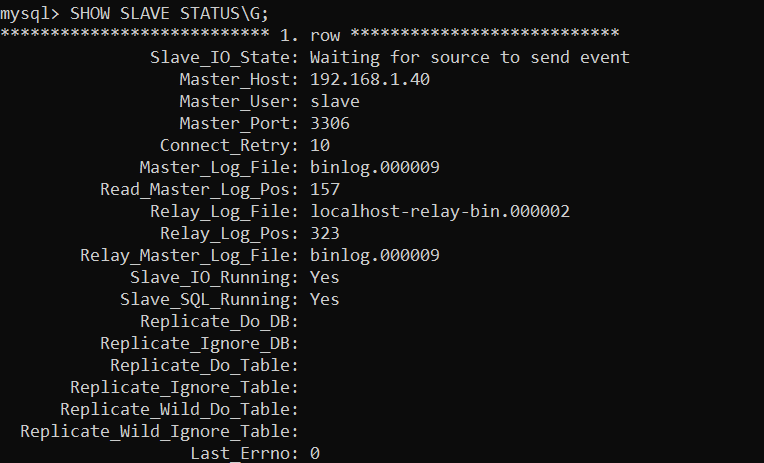 mysql> SHOW SLAVE STATUS\G;
*************************** 1. row ***************************
Slave_IO_State: Waiting for source to send event
Master_Host: 192.168.1.40
Master_User: slave
Master_Port: 3306
Connect_Retry: 10
Master_Log_File: binlog.000009
Read_Master_Log_Pos: 157
Relay_Log_File: localhost-relay-bin.000002
Relay_Log_Pos: 323
Relay_Master_Log_File: binlog.000009
Slave_IO_Running: Yes
Slave_SQL_Running: Yes
Replicate_Do_DB:
Replicate_Ignore_DB:
Replicate_Do_Table:
Replicate_Ignore_Table:
Replicate_Wild_Do_Table:
Replicate_Wild_Ignore_Table:
Last_Errno: 0